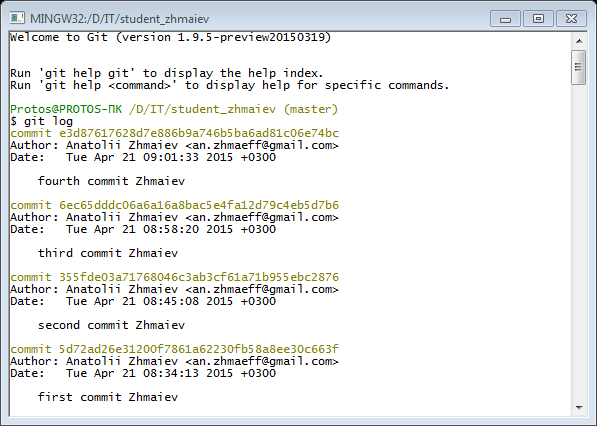 MINGW32:/D/IT/student_zhmaiev
Welcome to Git (version 1.9.5-preview20150319)
Run 'git help git' to display the help index.
Run 'git help <command>' to display help for specific commands.
Protos@PROTOS-ПК /D/IT/student_zhmaiev (master)
$ git log
commit e3d87617628d7e886b9a746b5ba6ad81c06e74bc
Author: Anatolii Zhmaiev <an.zhmaeff@gmail.com>
Date:   Tue Apr 21 09:01:33 2015 +0300
fourth commit Zhmaiev
commit 6ec65dddc06a6a16a8bac5e4fa12d79c4eb5d7b6
Author: Anatolii Zhmaiev <an.zhmaeff@gmail.com>
Date:   Tue Apr 21 08:58:20 2015 +0300
third commit Zhmaiev
commit 355fde03a71768046c3ab3cf61a71b955ebc2876
Author: Anatolii Zhmaiev <an.zhmaeff@gmail.com>
Date:   Tue Apr 21 08:45:08 2015 +0300
second commit Zhmaiev
commit 5d72ad26e31200f7861a62230fb58a8ee30c663f
Author: Anatolii Zhmaiev <an.zhmaeff@gmail.com>
Date:   Tue Apr 21 08:34:13 2015 +0300
first commit Zhmaiev